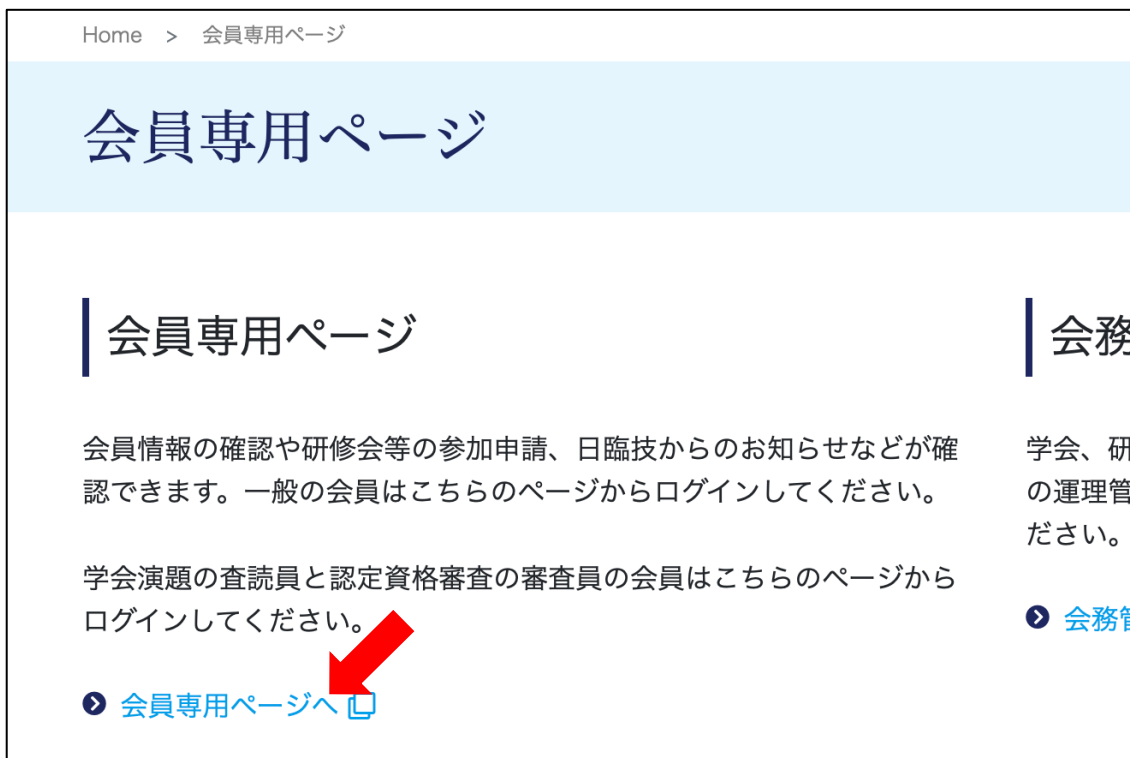 Home > 会員専用ページ
会員専用ページ
会員専用ページ
会員情報の確認や研修会等の参加申請、日臨技からのお知らせなどが確
認できます。一般の会員はこちらのページからログインしてください。
学会演題の査読員と認定資格審査の審査員の会員はこちらのページから
ログインしてください。
会員専用ページへ
会務
学会、研
の運理管
ださい。
会務管